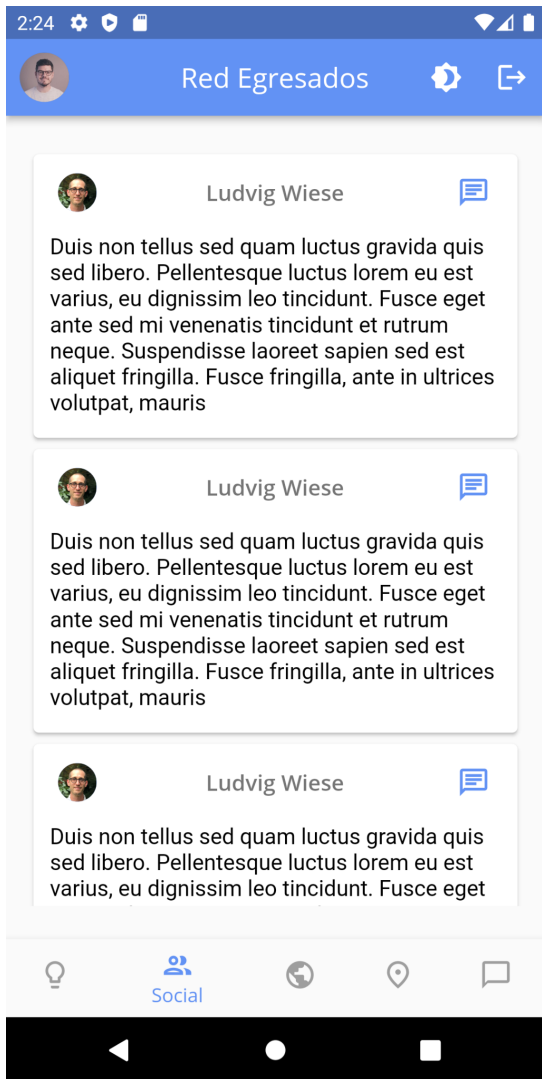 2:24
Red Egresados
Ludvig Wiese
Duis non tellus sed quam luctus gravida quis
sed libero. Pellentesque luctus lorem eu est
varius, eu dignissim leo tincidunt. Fusce eget
ante sed mi venenatis tincidunt et rutrum
neque. Suspendisse laoreet sapien sed est
aliquet fringilla. Fusce fringilla, ante in ultrices
volutpat, mauris
Ludvig Wiese
Duis non tellus sed quam luctus gravida quis
sed libero. Pellentesque luctus lorem eu est
varius, eu dignissim leo tincidunt. Fusce eget
ante sed mi venenatis tincidunt et rutrum
neque. Suspendisse laoreet sapien sed est
aliquet fringilla. Fusce fringilla, ante in ultrices
volutpat, mauris
Ludvig Wiese
Duis non tellus sed quam luctus gravida quis
sed libero. Pellentesque luctus lorem eu est
varius, eu dignissim leo tincidunt. Fusce eget
Social